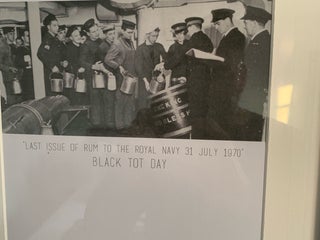 "LAST ISSUE OF RUM TO THE ROYAL NAVY 31 JULY 1970"
BLACK TOT DAY